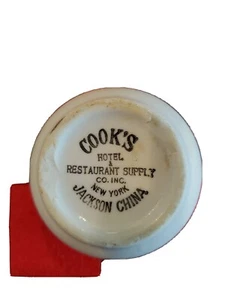 COOK'S
HOTEL
&
RESTAURANT SUPPLY
CO. INC.
NEW YORK
JACKSON CHINA